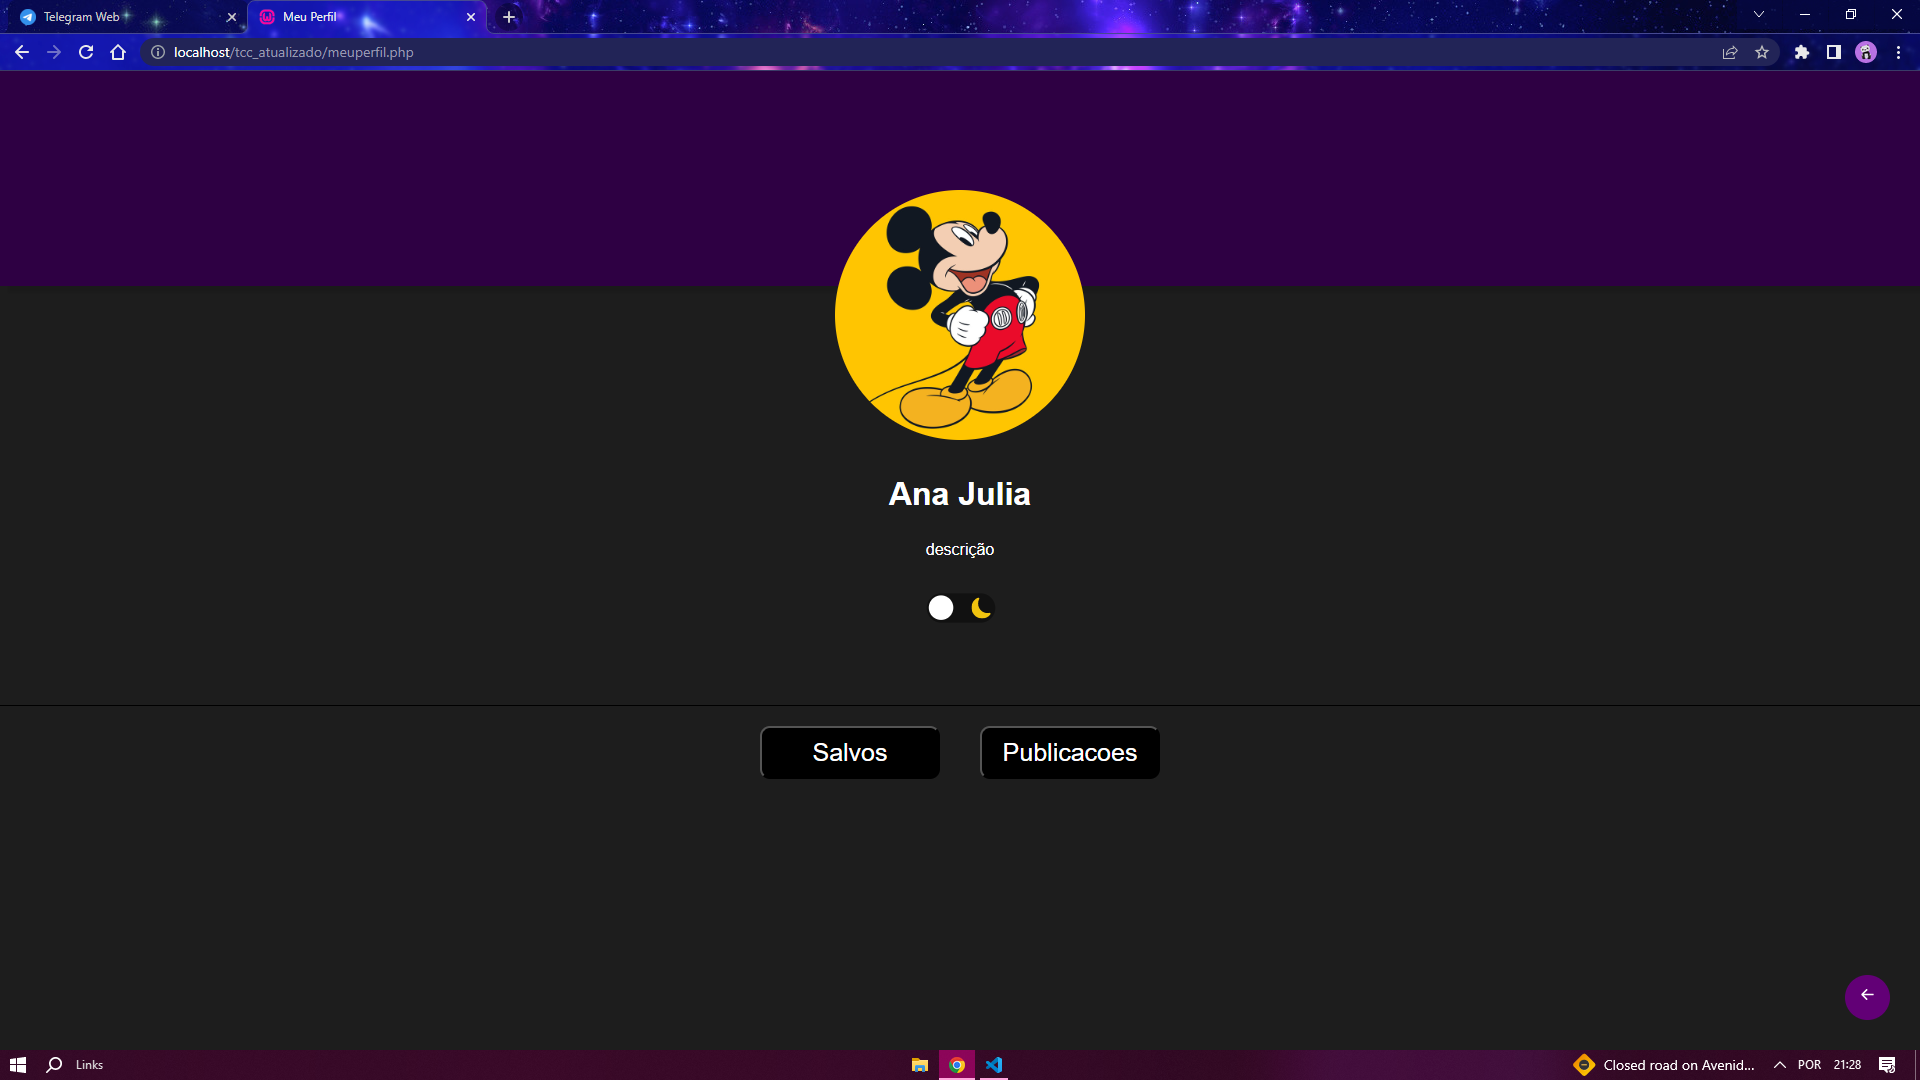 Telegram Web
Meu Perfil
localhost/tcc_atualizado/meuperfil.php
Ana Julia
descrição
Salvos
Publicacoes
Links
Closed road on Avenid...
POR
21:28